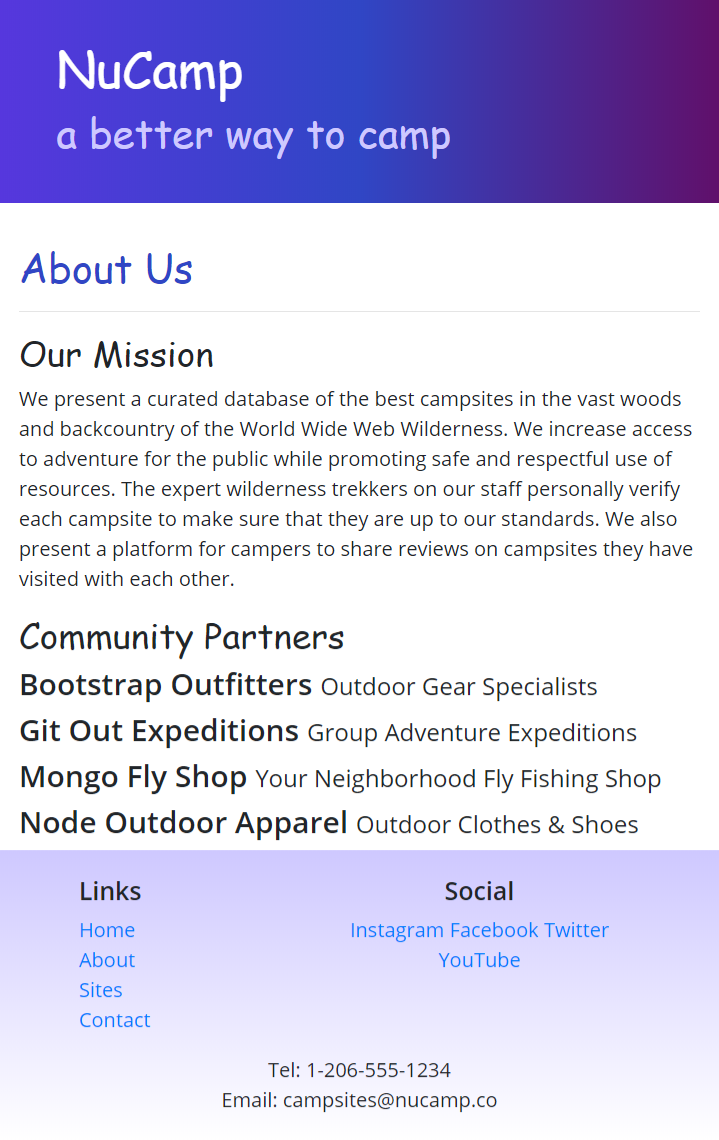 NuCamp
a better way to camp
About Us
Our Mission
We present a curated database of the best campsites in the vast woods
and backcountry of the World Wide Web Wilderness. We increase access
to adventure for the public while promoting safe and respectful use of
resources. The expert wilderness trekkers on our staff personally verify
each campsite to make sure that they are up to our standards. We also
present a platform for campers to share reviews on campsites they have
visited with each other.
Community Partners
Bootstrap Outfitters Outdoor Gear Specialists
Git Out Expeditions Group Adventure Expeditions
Mongo Fly Shop Your Neighborhood Fly Fishing Shop
Node Outdoor Apparel Outdoor Clothes & Shoes
Links
Home
About
Sites
Contact
Social
Instagram Facebook Twitter
YouTube
Tel: 1-206-555-1234
Email: campsites@nucamp.co